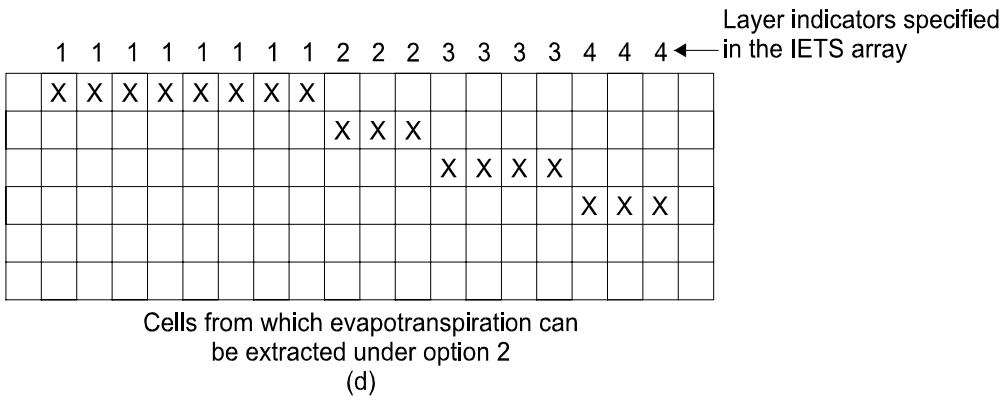 Layer indicators specified
1 1 1 1 1 1 1 1 2 2 2 3 3 3 3 4 4 4 in the IETS array
X X X X X X X X
X X X
X X X X
X X X
Cells from which evapotranspiration can
be extracted under option 2
(d)